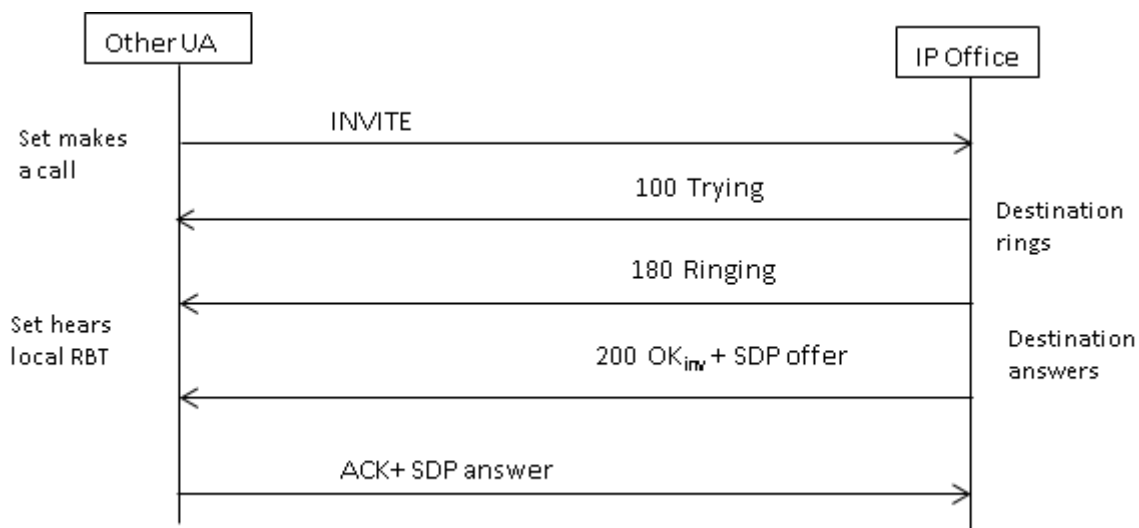 Other UA
IP Office
INVITE
Set makes
a call
100 Trying
Destination
rings
180 Ringing
Set hears
local RBT
200 OKinv + SDP offer
Destination
answers
ACK+ SDP answer